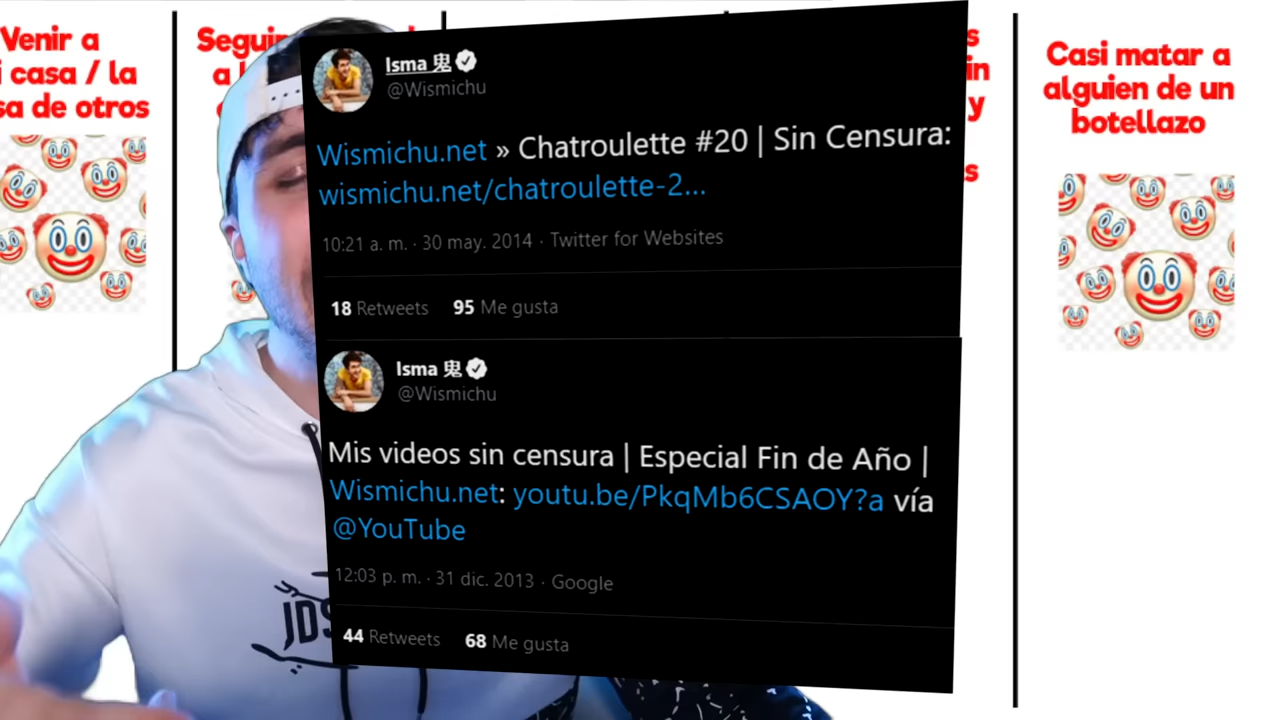 Venir a
casa / la
de otros
Isma 鬼
@Wismichu
Wismichu.net » Chatroulette #20 | Sin Censura:
wismichu.net/chatroulette-2...
10:21 a. m. · 30 may. 2014 · Twitter for Websites
18 Retweets 95 Me gusta
Isma 鬼
@Wismichu
Mis videos sin censura | Especial Fin de Año |
Wismichu.net: youtu.be/PkqMb6CSAOY?a vía
@YouTube
12:03 p. m. · 31 dic. 2013 · Google
44 Retweets 68 Me gusta
y
Casi matar a
alguien de un
botellazo